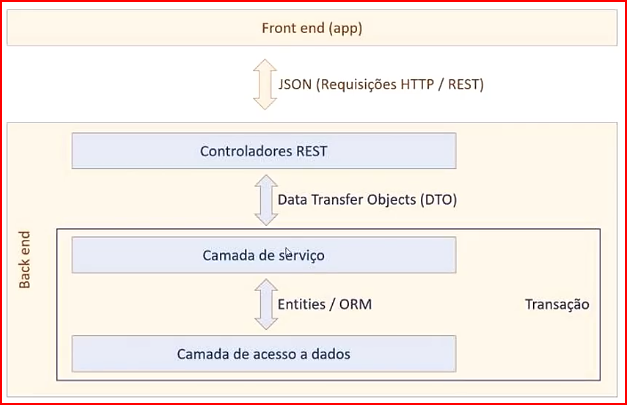 Front end (app)
JSON (Requisições HTTP / REST)
Controladores REST
Data Transfer Objects (DTO)
Back end
Camada de serviço
Entities / ORM
Transação
Camada de acesso a dados